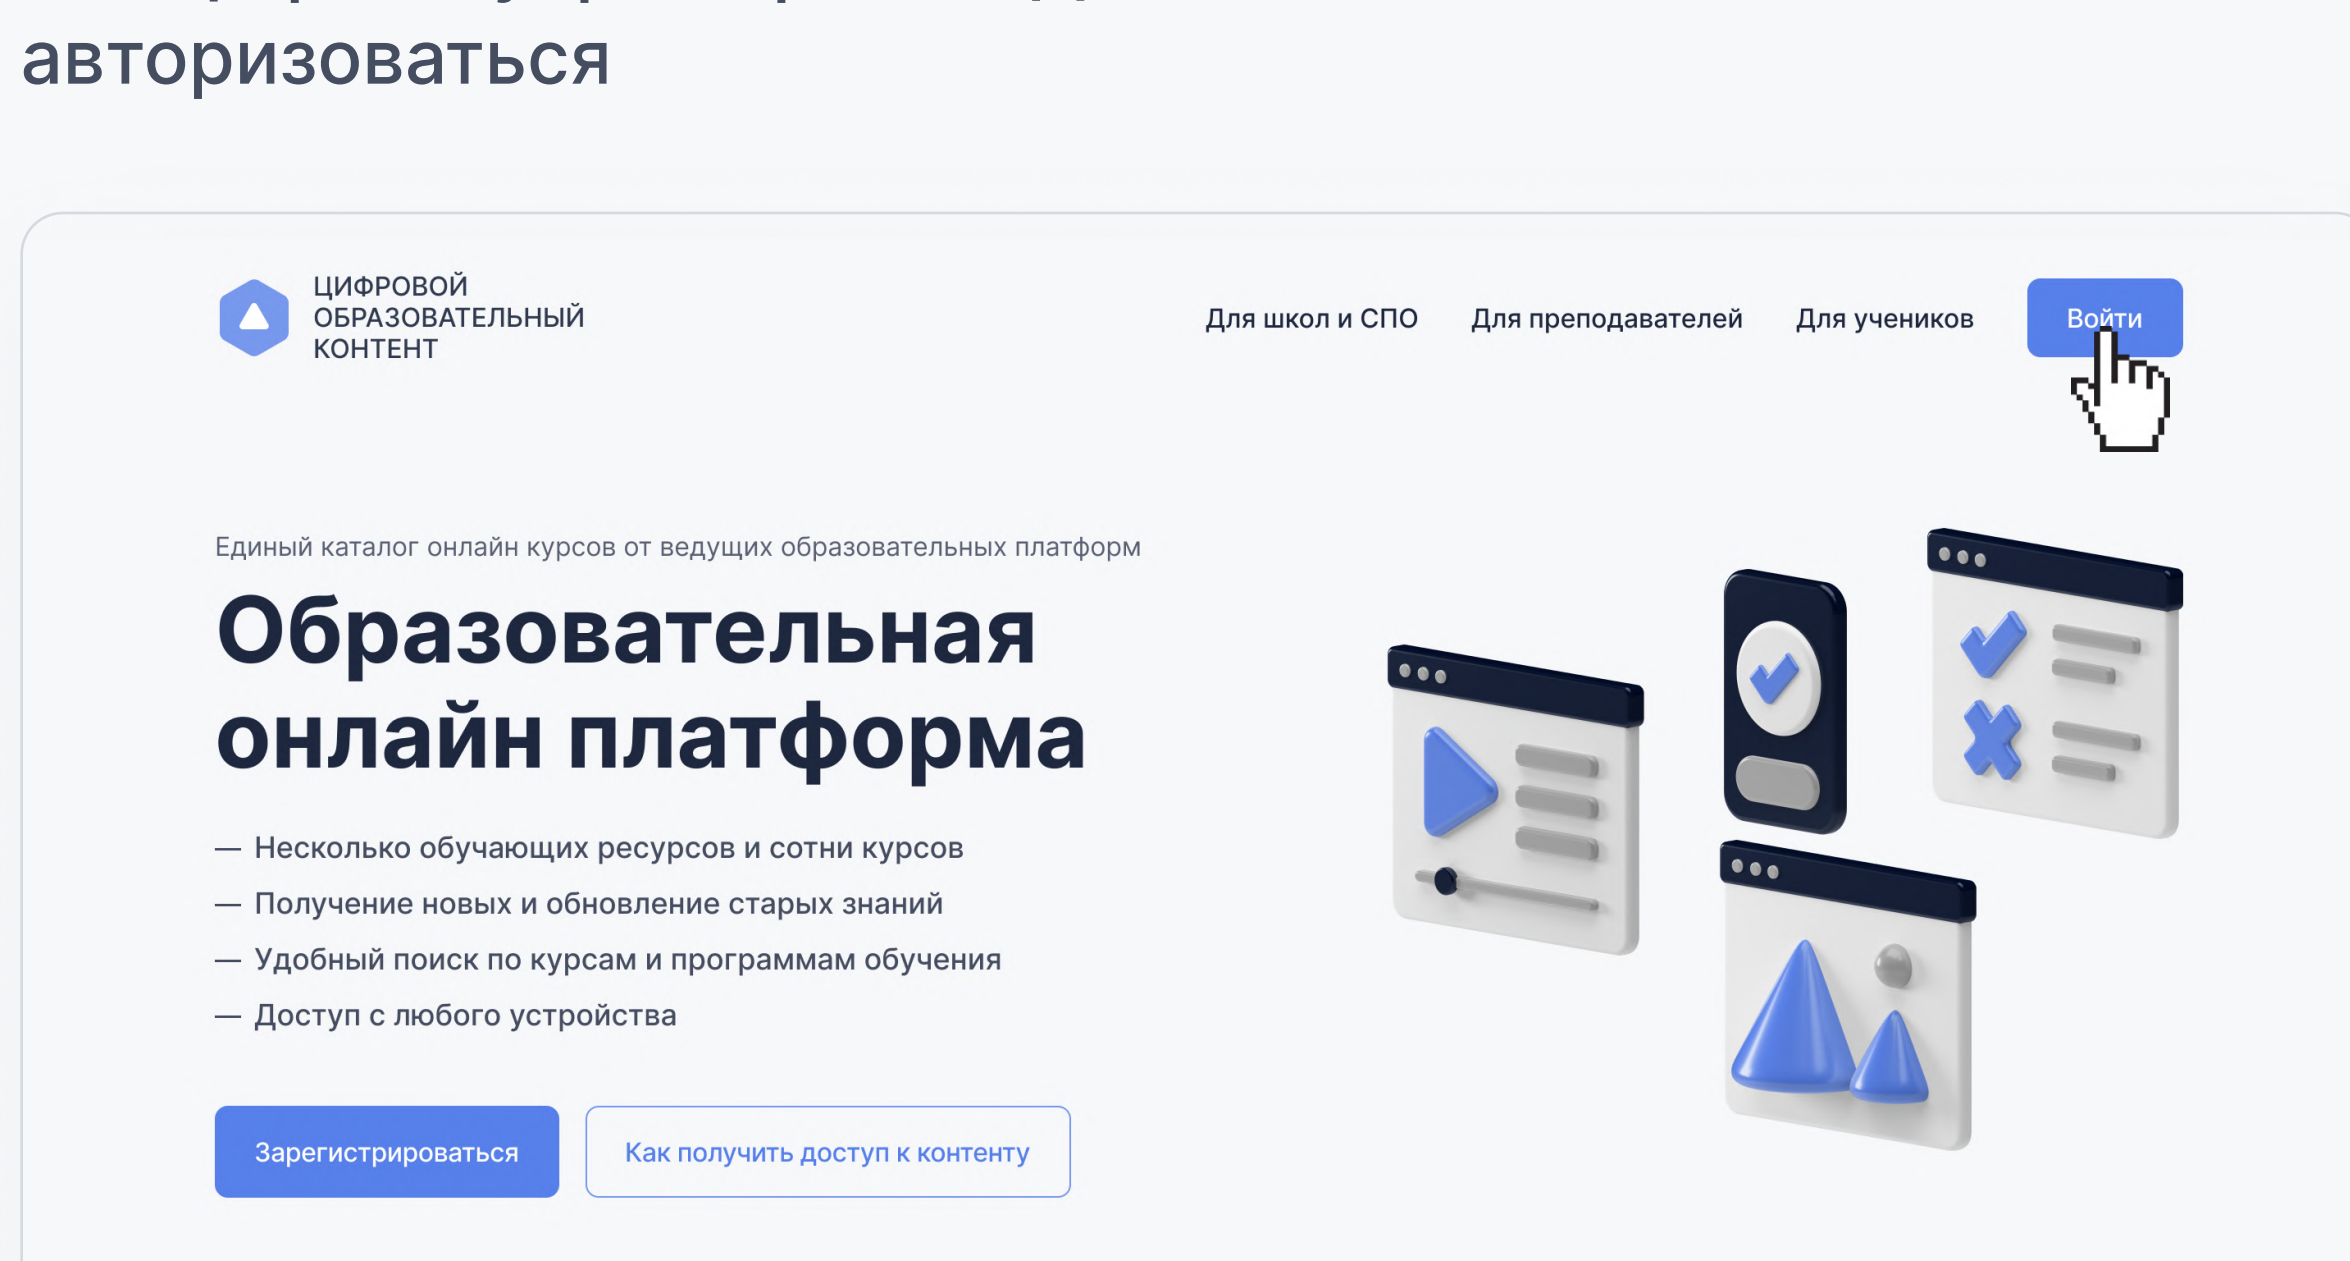 авторизоваться
ЦИФРОВОЙ
ОБРАЗОВАТЕЛЬНЫЙ
КОНТЕНТ
Для школ и СПО
Для преподавателей
Для учеников
Войти
Единый каталог онлайн курсов от ведущих образовательных платформ
Образовательная
онлайн платформа
— Несколько обучающих ресурсов и сотни курсов
— Получение новых и обновление старых знаний
— Удобный поиск по курсам и программам обучения
— Доступ с любого устройства
Зарегистрироваться
Как получить доступ к контенту